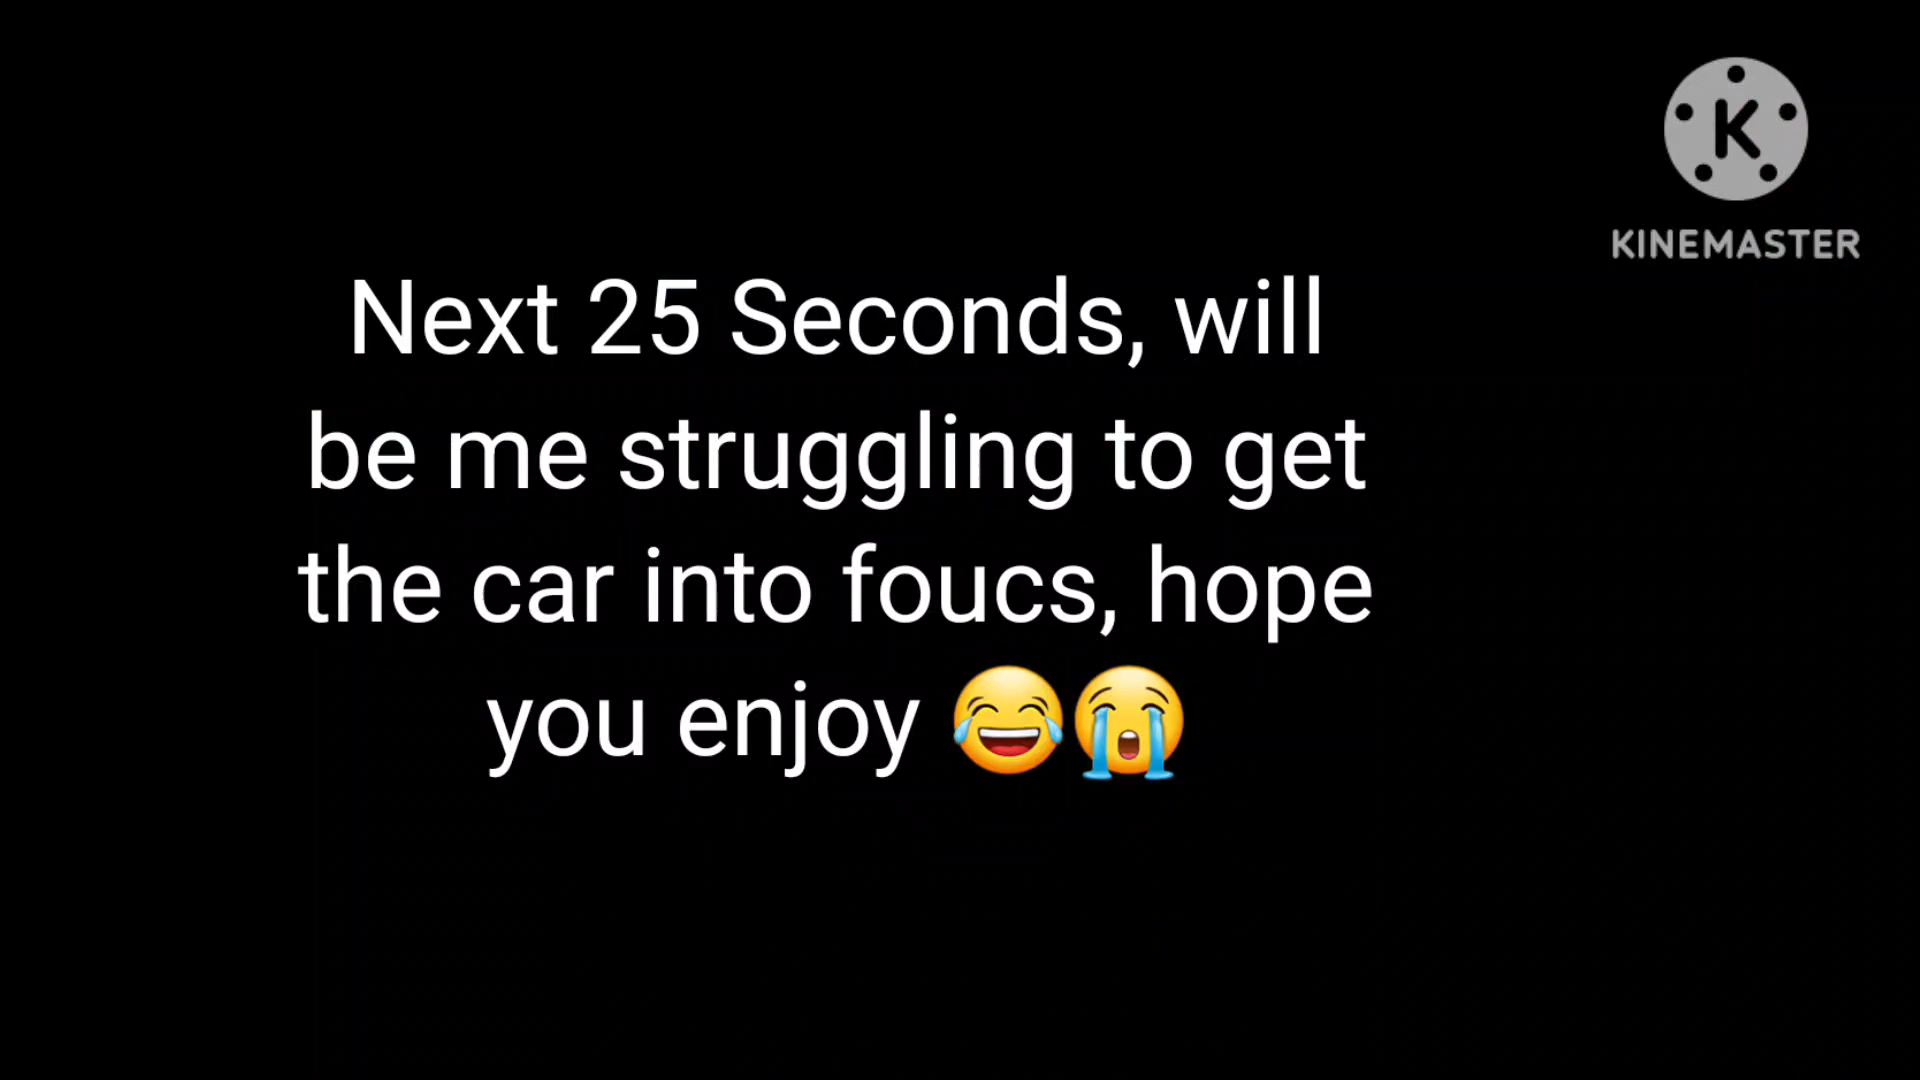 K
KINEMASTER
Next 25 Seconds, will
be me struggling to get
the car into foucs, hope
you enjoy 😂😭